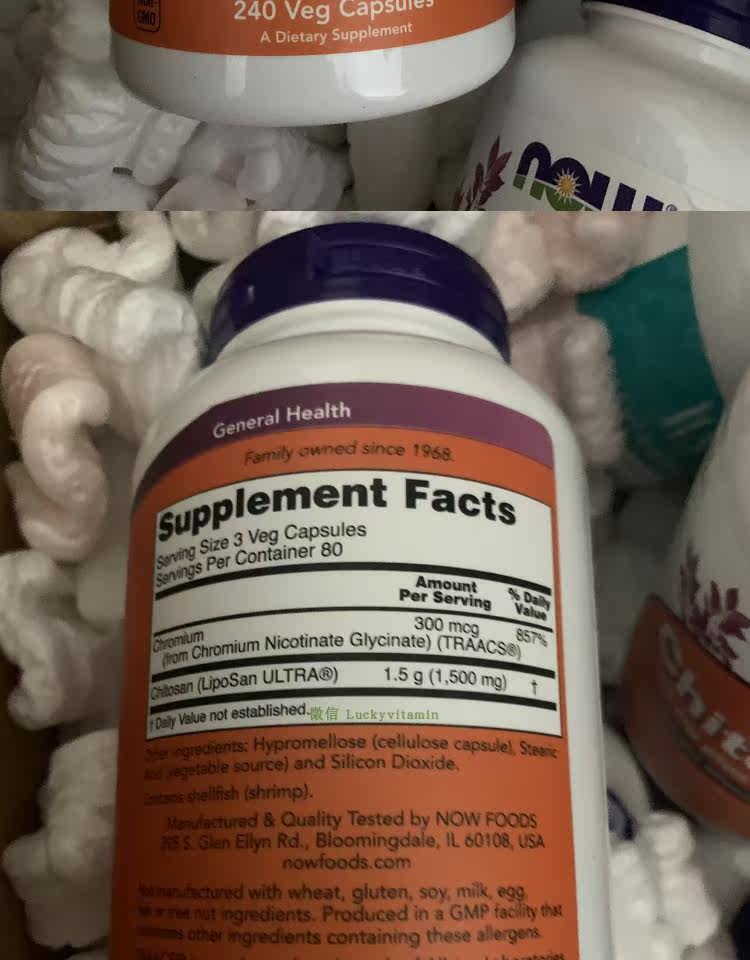 NON-
GMO
240 Veg Capsules
A Dietary Supplement
NOW
®
General Health
Family owned since 1968.
Supplement Facts
Serving Size 3 Veg Capsules
Servings Per Container 80
Amount
Per Serving
% Daily
Value
Chromium 300 mcg 857%
(from Chromium Nicotinate Glycinate) (TRAACS®)
Chitosan (LipoSan ULTRA®) 1.5 g (1,500 mg) †
† Daily Value not established.
微信 Luckyvitamin
Other ingredients: Hypromellose (cellulose capsule), Stearic
Acid (vegetable source) and Silicon Dioxide.
Contains shellfish (shrimp).
Manufactured & Quality Tested by NOW FOODS
395 S. Glen Ellyn Rd., Bloomingdale, IL 60108, USA
nowfoods.com
Not manufactured with wheat, gluten, soy, milk, egg,
fish or tree nut ingredients. Produced in a GMP facility that
processes other ingredients containing these allergens.
Chit